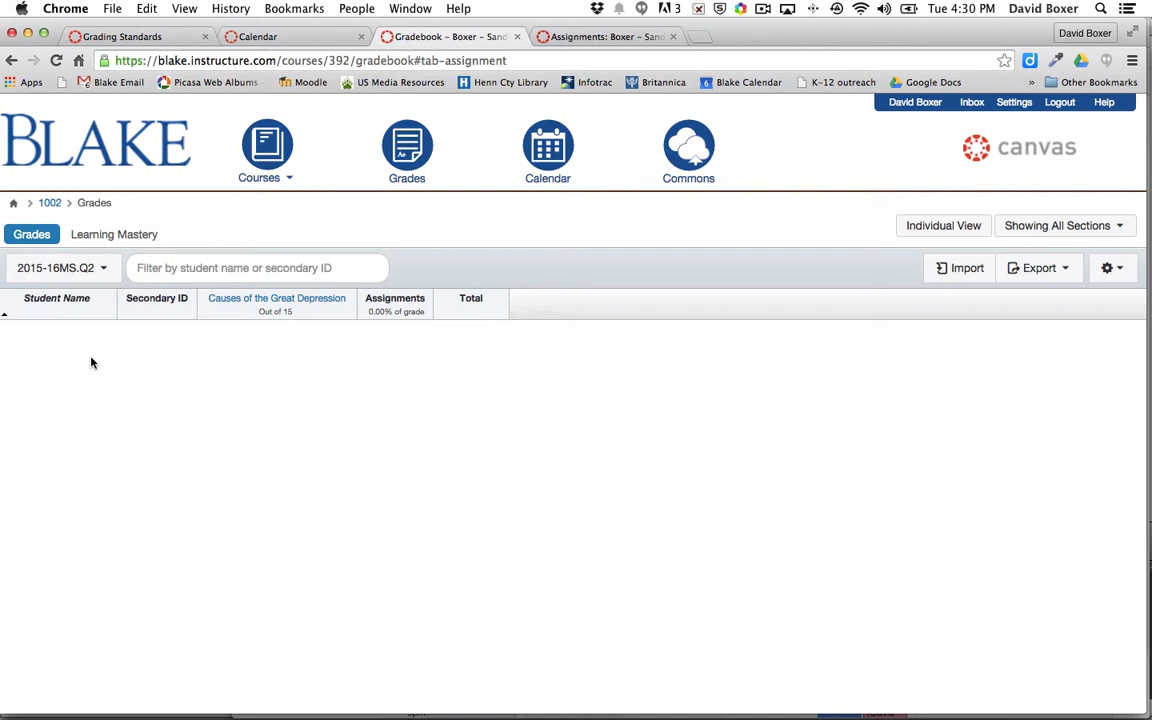 Chrome File Edit View History Bookmarks People Window Help 3 Tue 4:30 PM David Boxer
Grading Standards Calendar Gradebook - Boxer - Sand Assignments: Boxer - Sand David Boxer
https://blake.instructure.com/courses/392/gradebook#tab-assignment
Apps Blake Email Picasa Web Albums Moodle US Media Resources Henn Cty Library Infotrac Britannica Blake Calendar K-12 outreach Google Docs » Other Bookmarks
David Boxer Inbox Settings Logout Help
BLAKE
canvas
Courses Grades Calendar Commons
1002 > Grades
Grades Learning Mastery Individual View Showing All Sections
2015-16MS.Q2 Filter by student name or secondary ID Import Export
Student Name Secondary ID Causes of the Great Depression Assignments Total
Out of 15 0.00% of grade